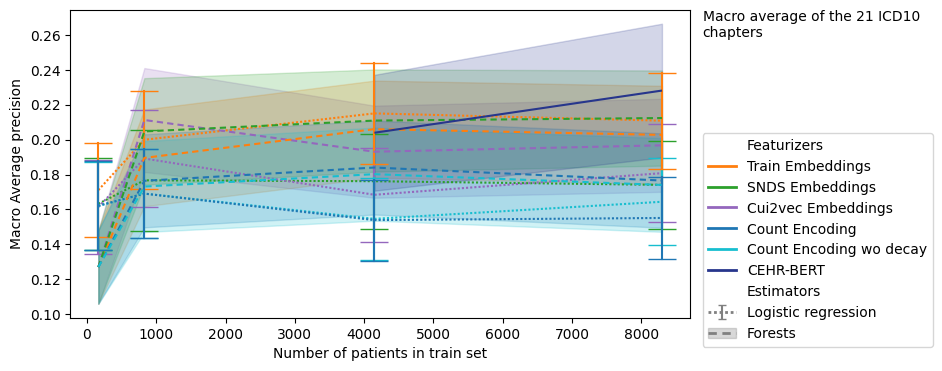 Macro average of the 21 ICD10
chapters
Macro Average precision
0.26
0.24
0.22
0.20
0.18
0.16
0.14
0.12
0.10
0
1000
2000
3000
4000
5000
6000
7000
8000
Number of patients in train set
Featurizers
Train Embeddings
SNDS Embeddings
Cui2vec Embeddings
Count Encoding
Count Encoding wo decay
CEHR-BERT
Estimators
Logistic regression
Forests